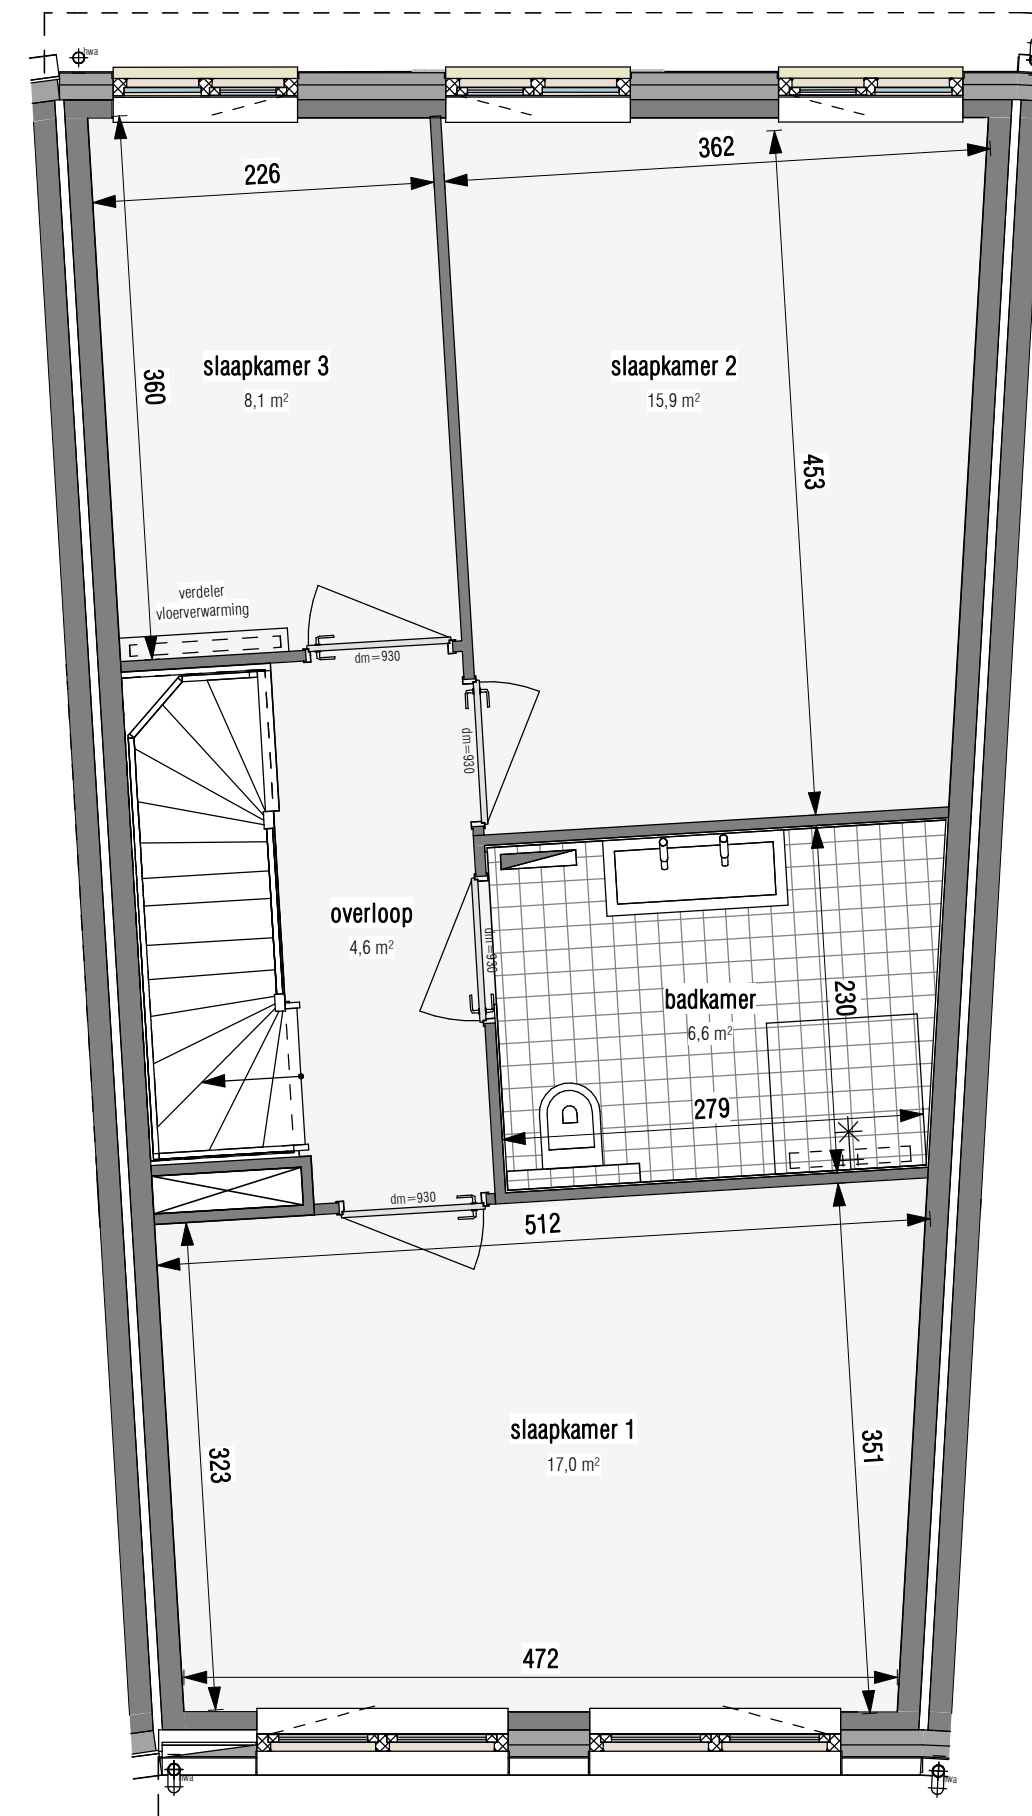 hwa
362
226
slaapkamer 3
8,1 m²
slaapkamer 2
15,9 m²
360
453
verdeler
vloerverwarming
dm=930
dm=930
overloop
4,6 m²
dm=930
badkamer
6,6 m²
230
279
dm=930
512
slaapkamer 1
17,0 m²
323
351
472
hwa
hwa